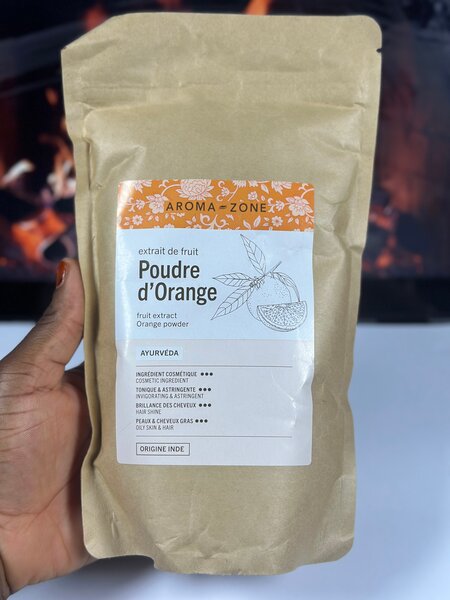 AROMA-ZONE
extrait de fruit
Poudre
d'Orange
fruit extract
Orange powder
AYURVÉDA
INGRÉDIENT COSMÉTIQUE
COSMETIC INGREDIENT
TONIQUE & ASTRINGENTE
INVIGORATING & ASTRINGENT
BRILLANCE DES CHEVEUX
HAIR SHINE
PEAUX & CHEVEUX GRAS
OILY SKIN & HAIR
ORIGINE INDE